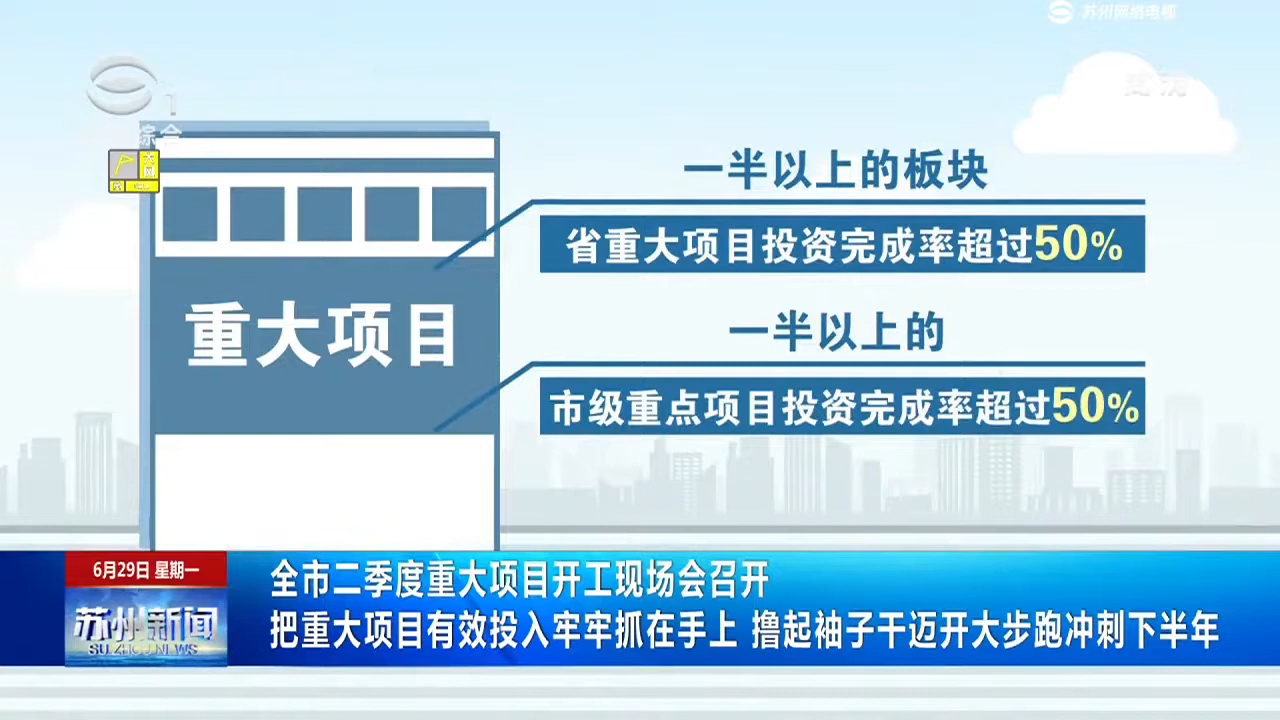 苏州网络电视
1
综合
高清
一半以上的板块
省重大项目投资完成率超过50%
重大项目
一半以上的
市级重点项目投资完成率超过50%
6月29日 星期一
苏州新闻
SUZHOU NEWS
全市二季度重大项目开工现场会召开
把重大项目有效投入牢牢抓在手上 撸起袖子干迈开大步跑冲刺下半年